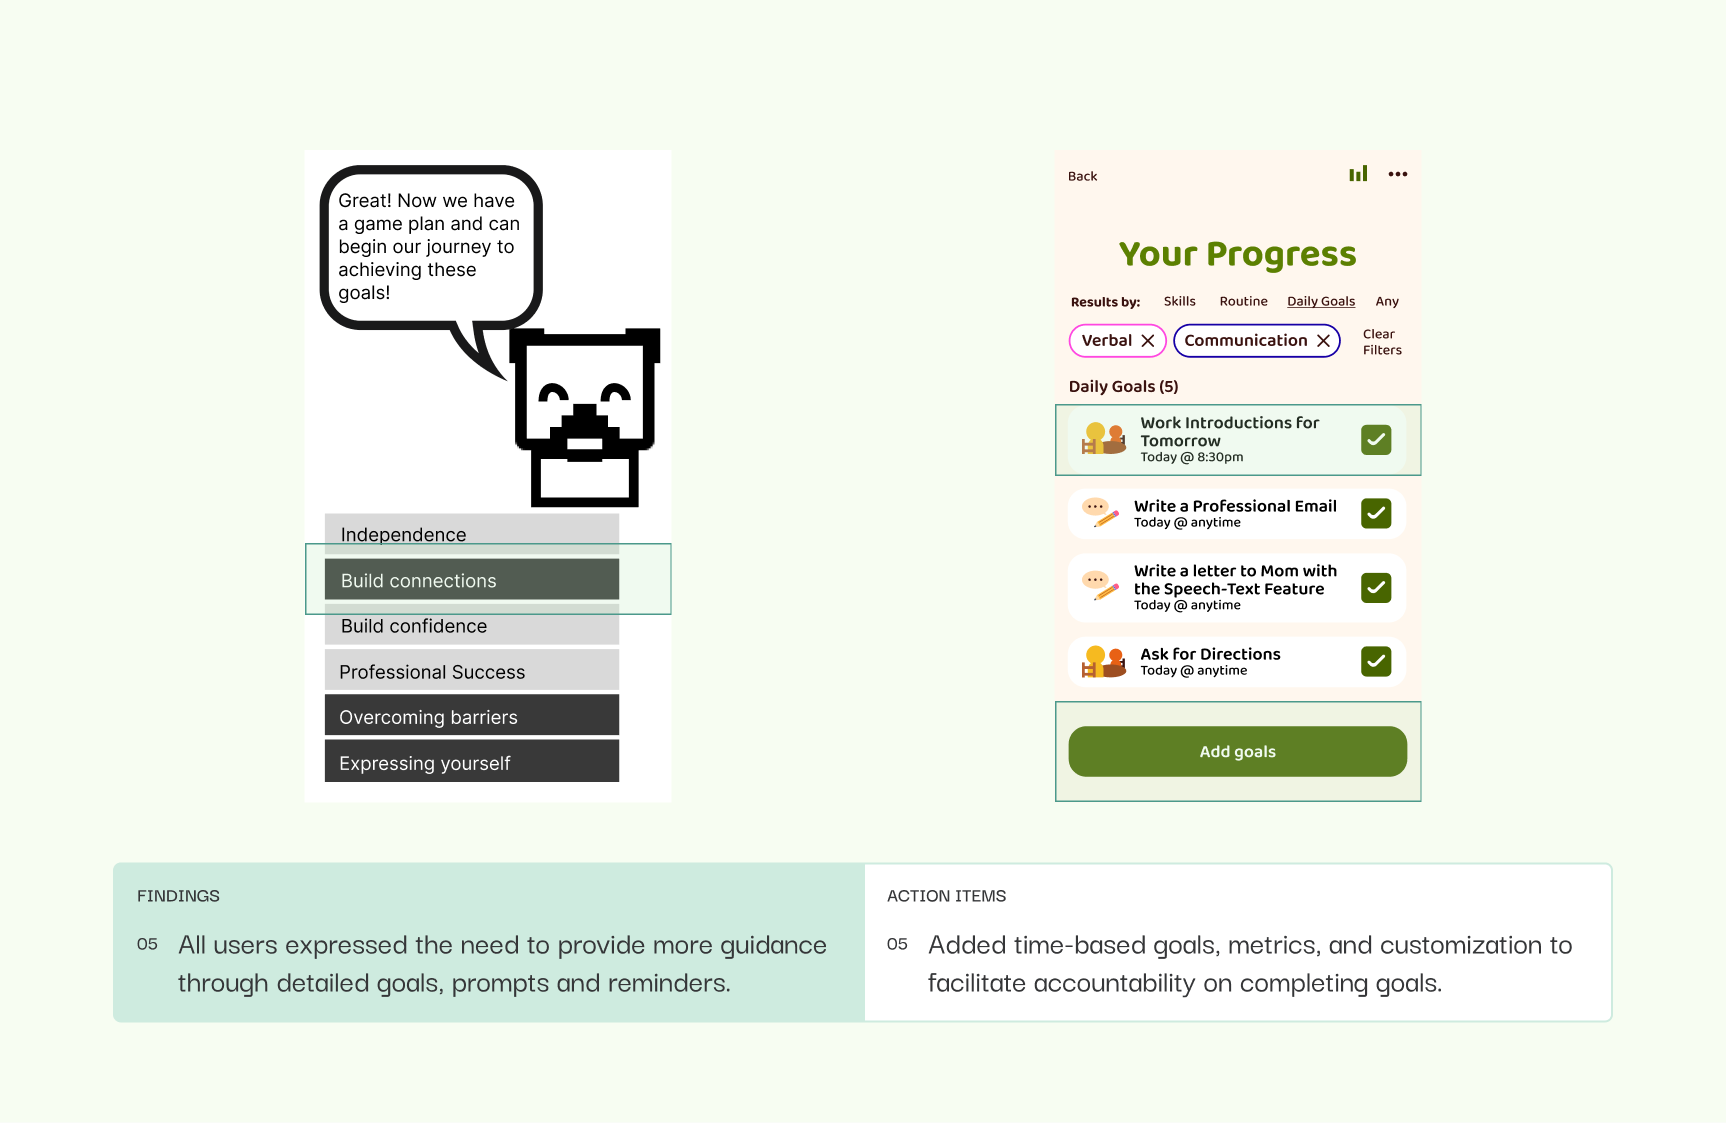 Great! Now we have
a game plan and can
begin our journey to
achieving these
goals!
Independence
Build connections
Build confidence
Professional Success
Overcoming barriers
Expressing yourself
Back
Your Progress
Results by: Skills Routine Daily Goals Any
Verbal Communication Clear
Filters
Daily Goals (5)
Work Introductions for
Tomorrow
Today @ 8:30pm
Write a Professional Email
Today @ anytime
Write a letter to Mom with
the Speech-Text Feature
Today @ anytime
Ask for Directions
Today @ anytime
Add goals
FINDINGS
05 All users expressed the need to provide more guidance
through detailed goals, prompts and reminders.
ACTION ITEMS
05 Added time-based goals, metrics, and customization to
facilitate accountability on completing goals.